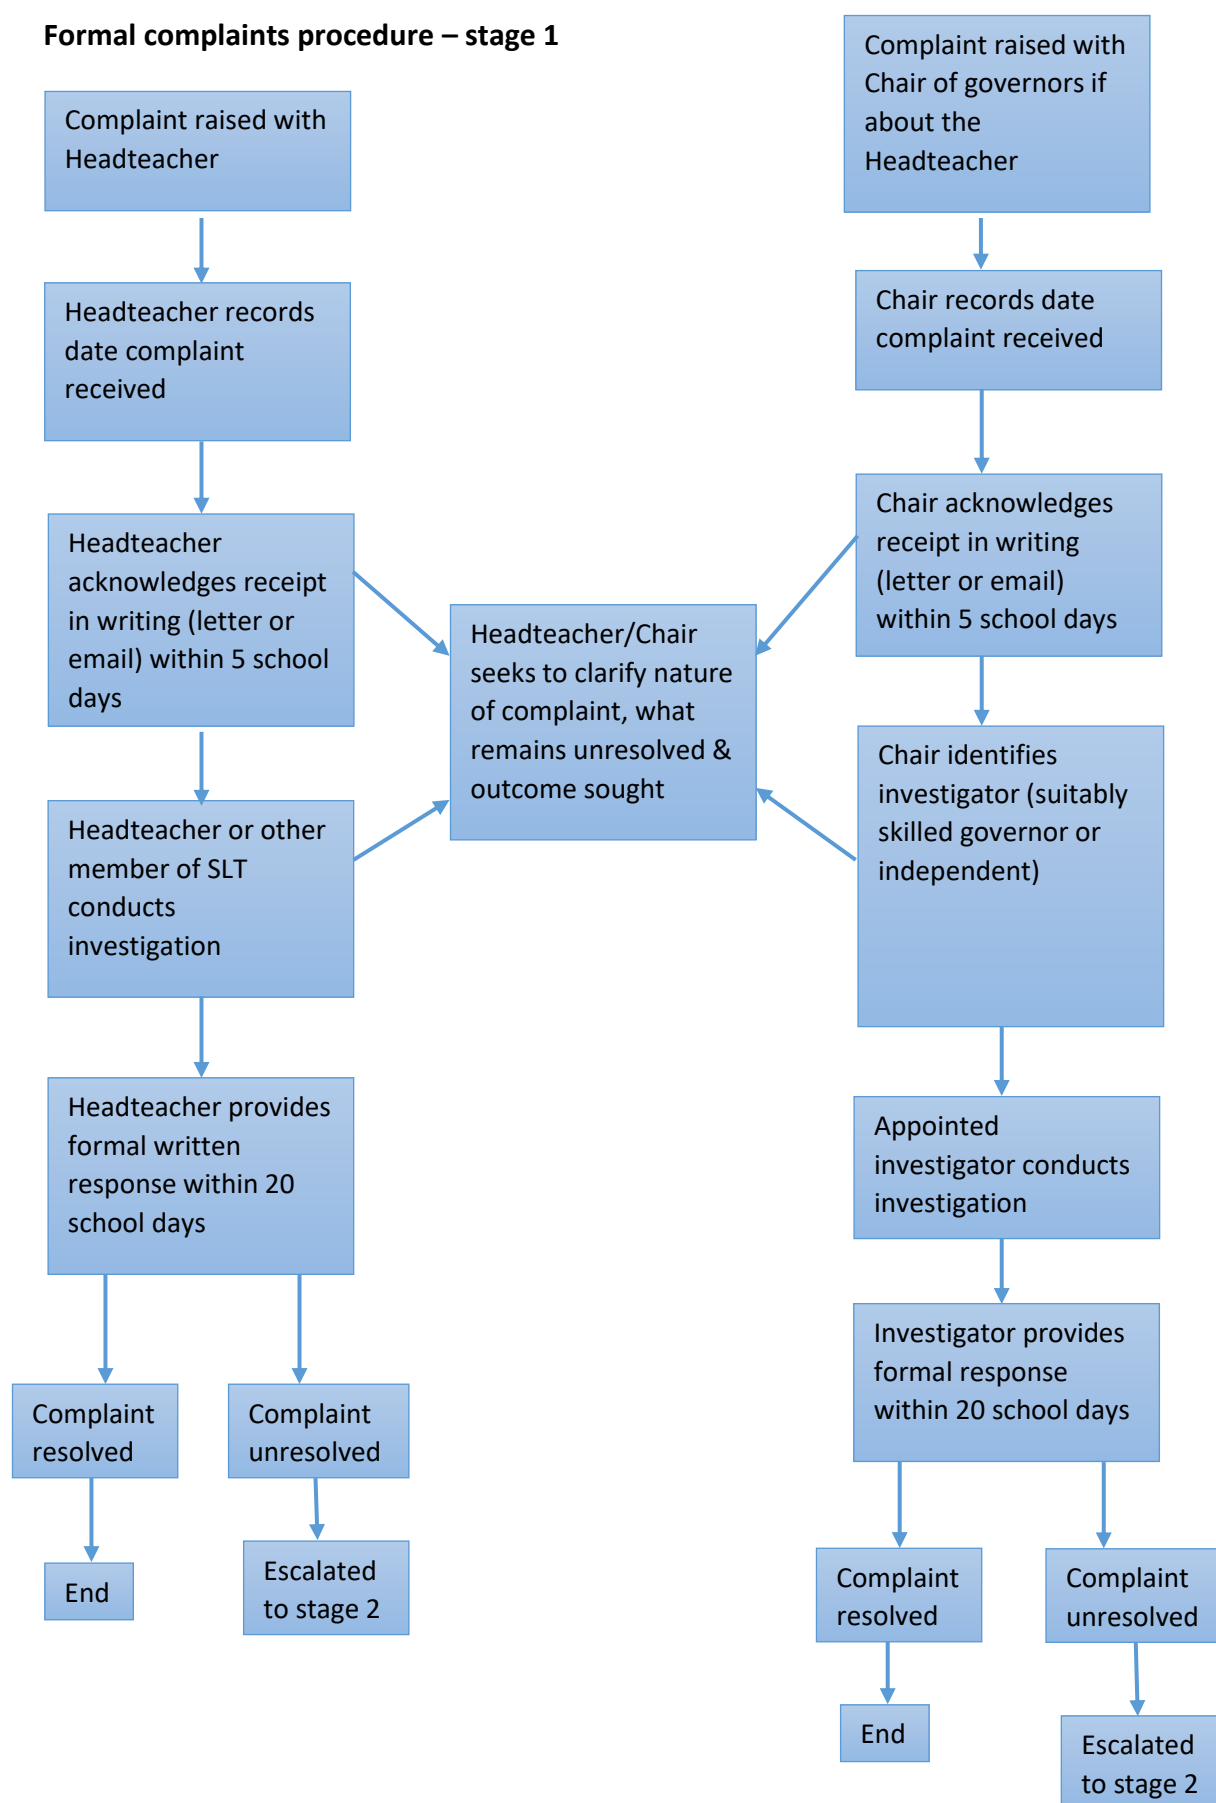 Formal complaints procedure – stage 1
Complaint raised with
Headteacher
Headteacher records
date complaint
received
Headteacher
acknowledges receipt
in writing (letter or
email) within 5 school
days
Headteacher or other
member of SLT
conducts
investigation
Headteacher provides
formal written
response within 20
school days
Complaint
resolved
End
Complaint
unresolved
Escalated
to stage 2
Headteacher/Chair
seeks to clarify nature
of complaint, what
remains unresolved &
outcome sought
Complaint raised with
Chair of governors if
about the
Headteacher
Chair records date
complaint received
Chair acknowledges
receipt in writing
(letter or email)
within 5 school days
Chair identifies
investigator (suitably
skilled governor or
independent)
Appointed
investigator conducts
investigation
Investigator provides
formal response
within 20 school days
Complaint
resolved
End
Complaint
unresolved
Escalated
to stage 2